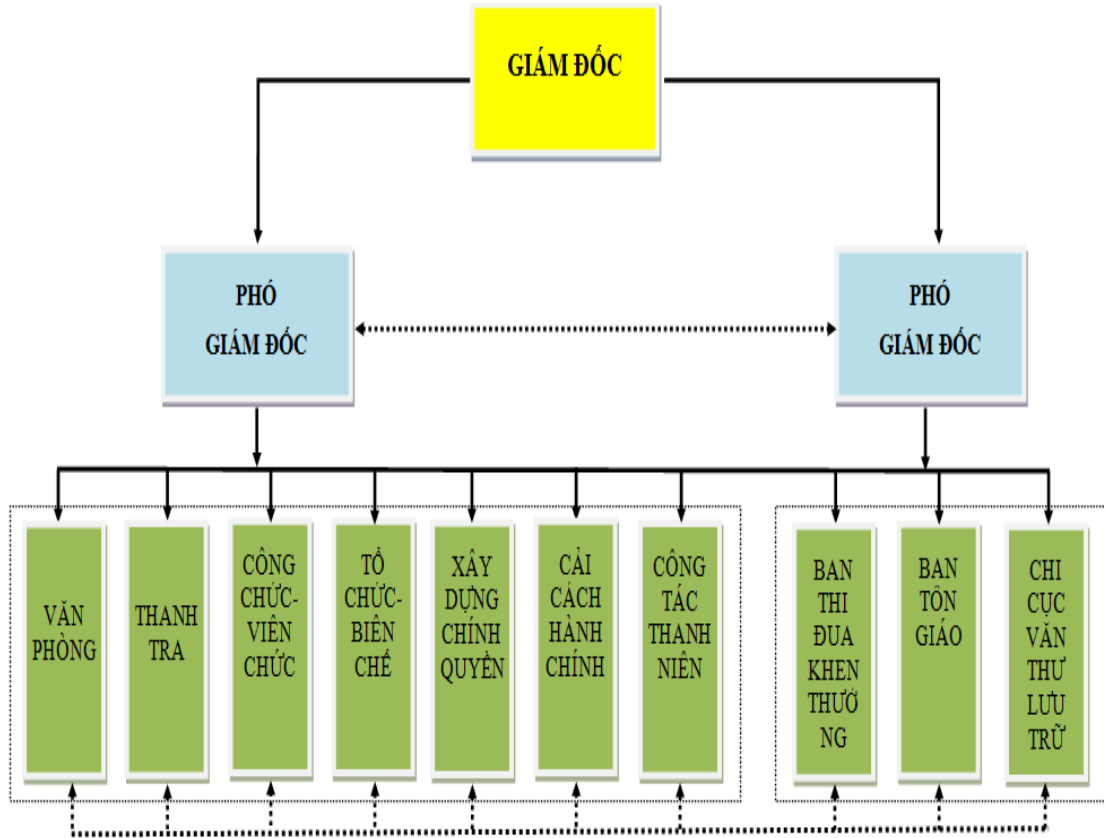 GIÁM ĐỐC
PHÓ
GIÁM ĐỐC
PHÓ
GIÁM ĐỐC
VĂN
PHÒNG
THANH
TRA
CÔNG
CHỨC-
VIÊN
CHỨC
TỔ
CHỨC-
BIÊN
CHẾ
XÂY
DỰNG
CHÍNH
QUYỀN
CẢI
CÁCH
HÀNH
CHÍNH
CÔNG
TÁC
THANH
NIÊN
BAN
THI
ĐUA
KHEN
THƯỞ
NG
BAN
TÔN
GIÁO
CHI
CỤC
VĂN
THƯ
LƯU
TRỮ